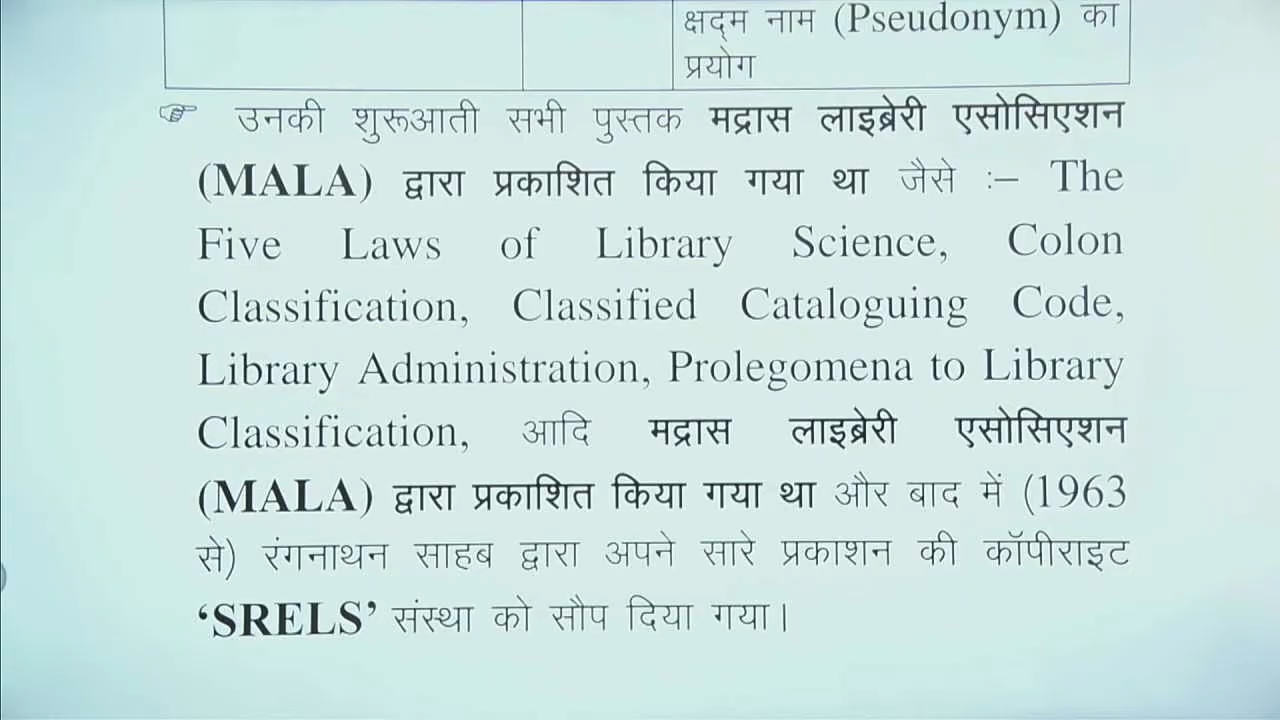 क्षद्म नाम (Pseudonym) का
प्रयोग
☞ उनकी शुरूआती सभी पुस्तक मद्रास लाइब्रेरी एसोसिएशन
(MALA) द्वारा प्रकाशित किया गया था जैसे :– The
Five Laws of Library Science, Colon
Classification, Classified Cataloguing Code,
Library Administration, Prolegomena to Library
Classification, आदि मद्रास लाइब्रेरी एसोसिएशन
(MALA) द्वारा प्रकाशित किया गया था और बाद में (1963
से) रंगनाथन साहब द्वारा अपने सारे प्रकाशन की कॉपीराइट
‘SRELS’ संस्था को सौप दिया गया।